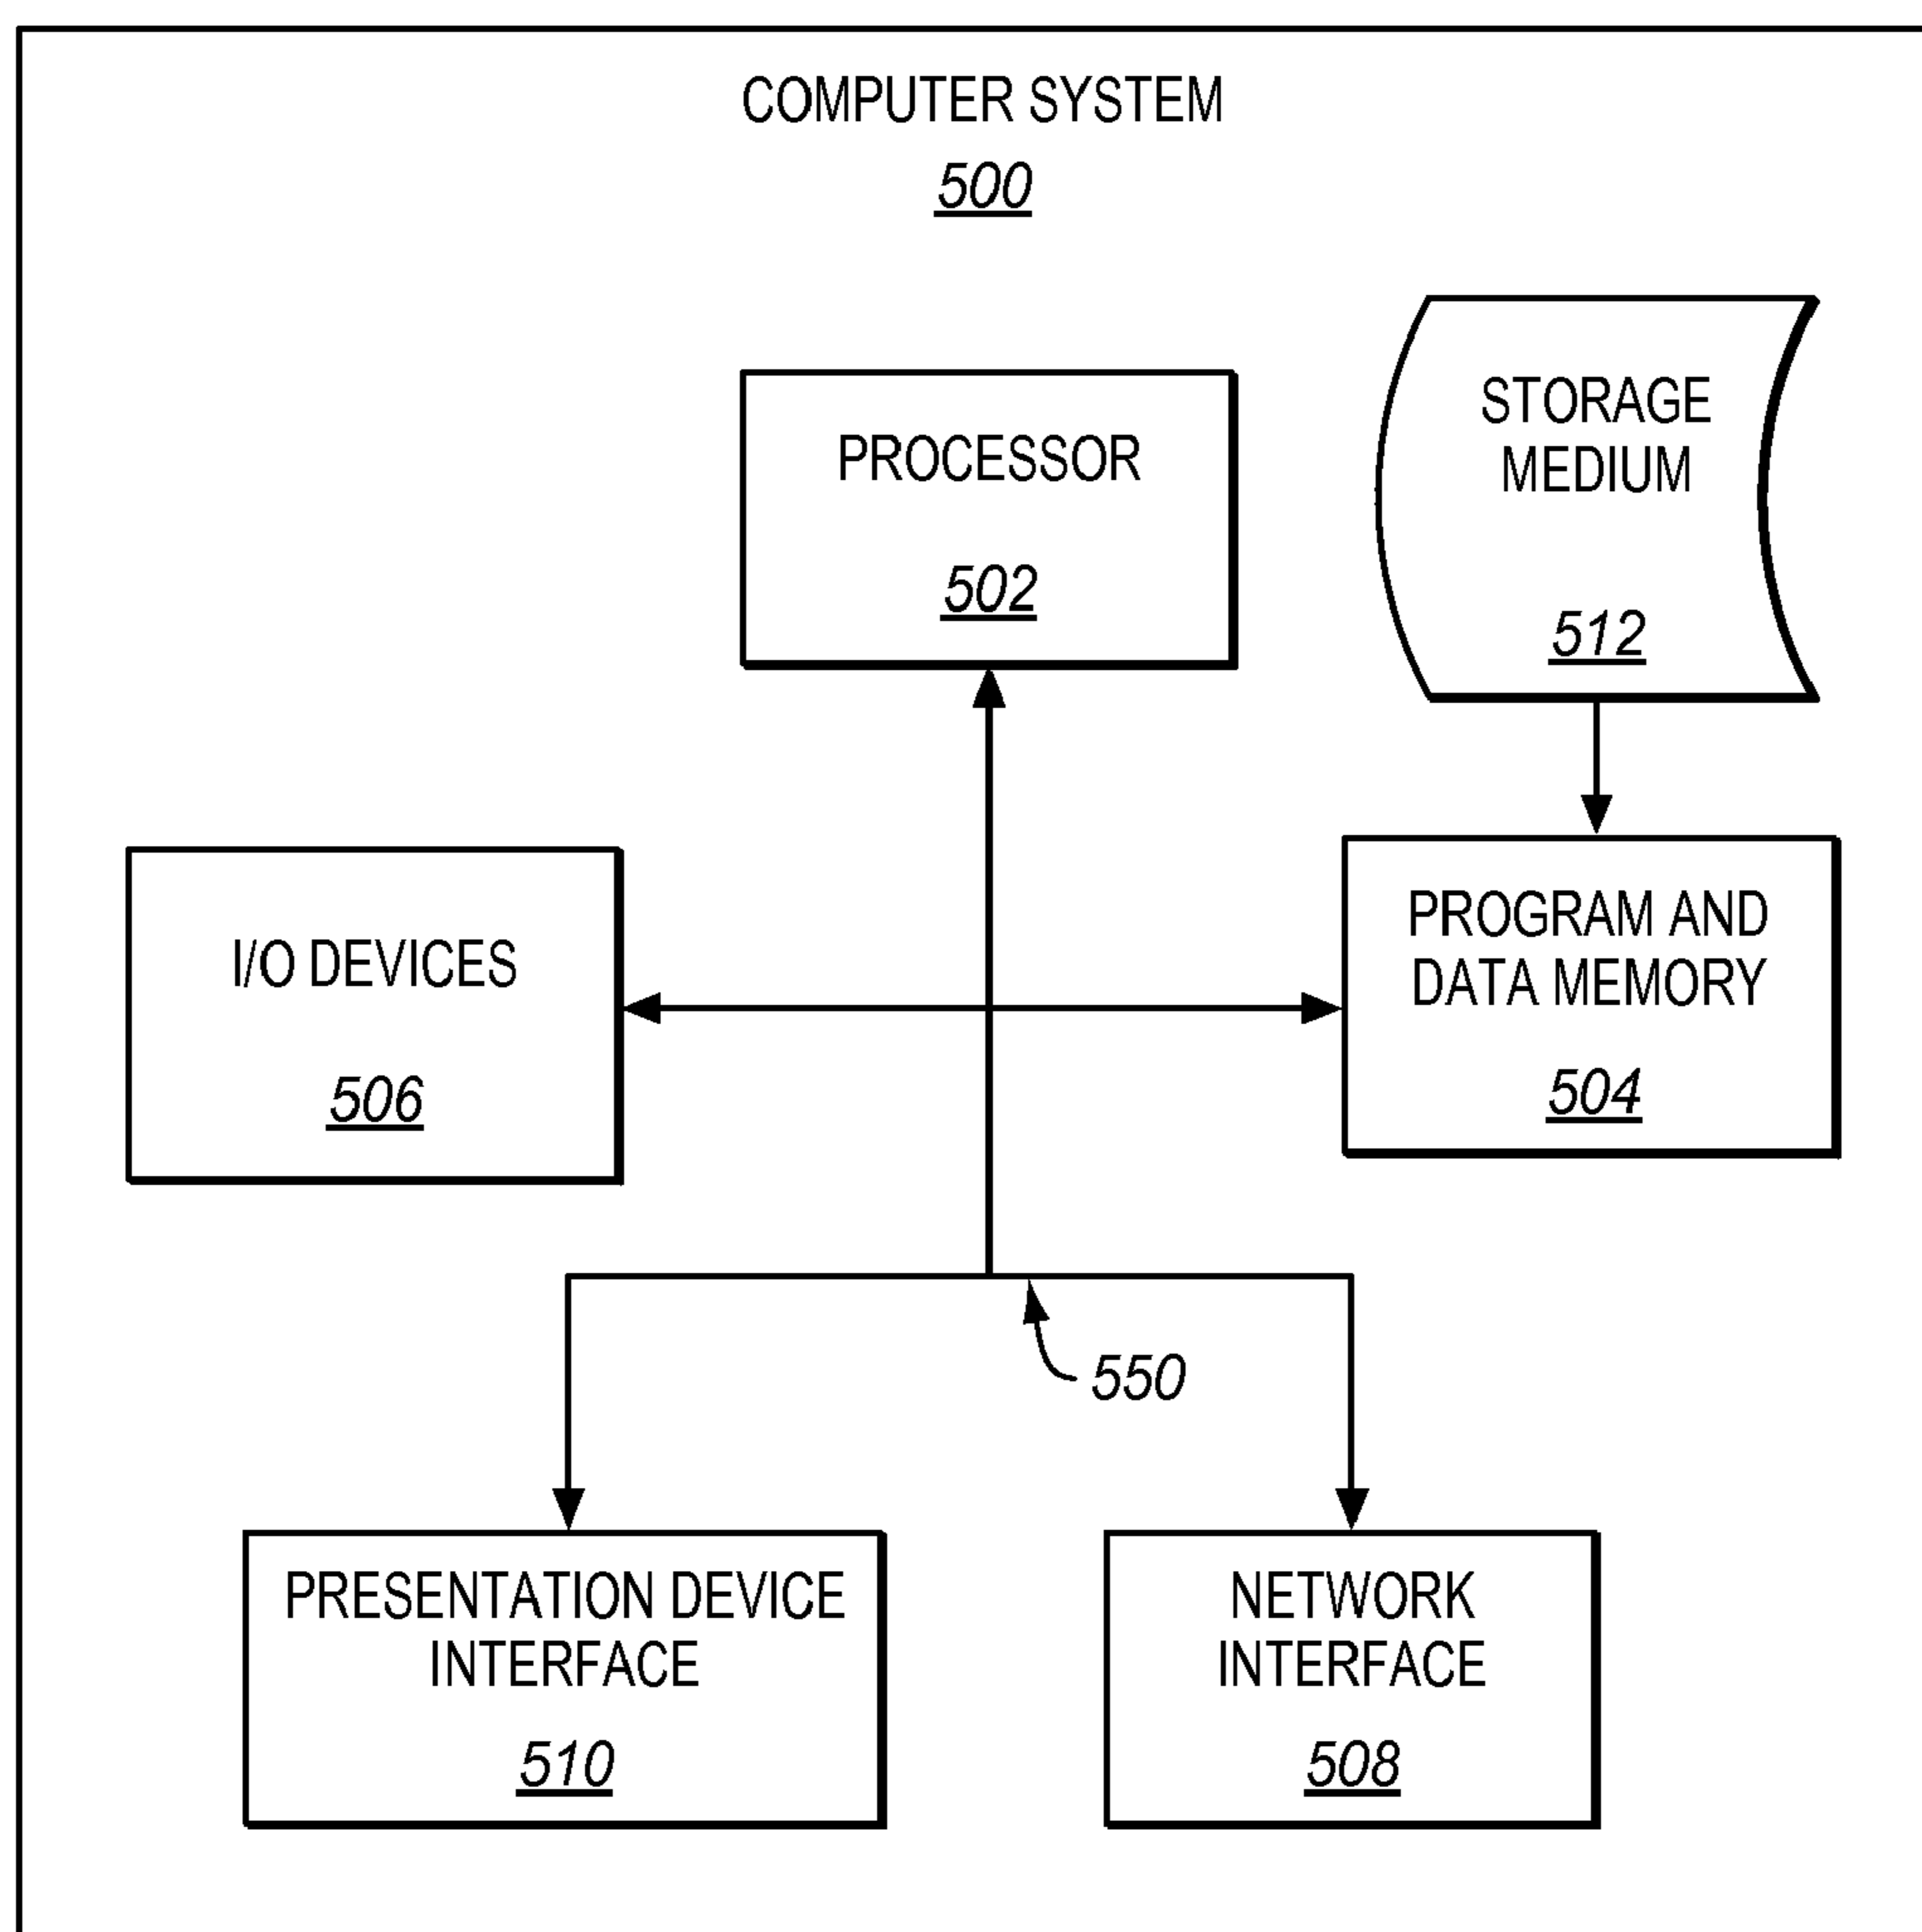 COMPUTER SYSTEM
500
PROCESSOR
502
STORAGE
MEDIUM
512
I/O DEVICES
506
PROGRAM AND
DATA MEMORY
504
550
PRESENTATION DEVICE
INTERFACE
510
NETWORK
INTERFACE
508